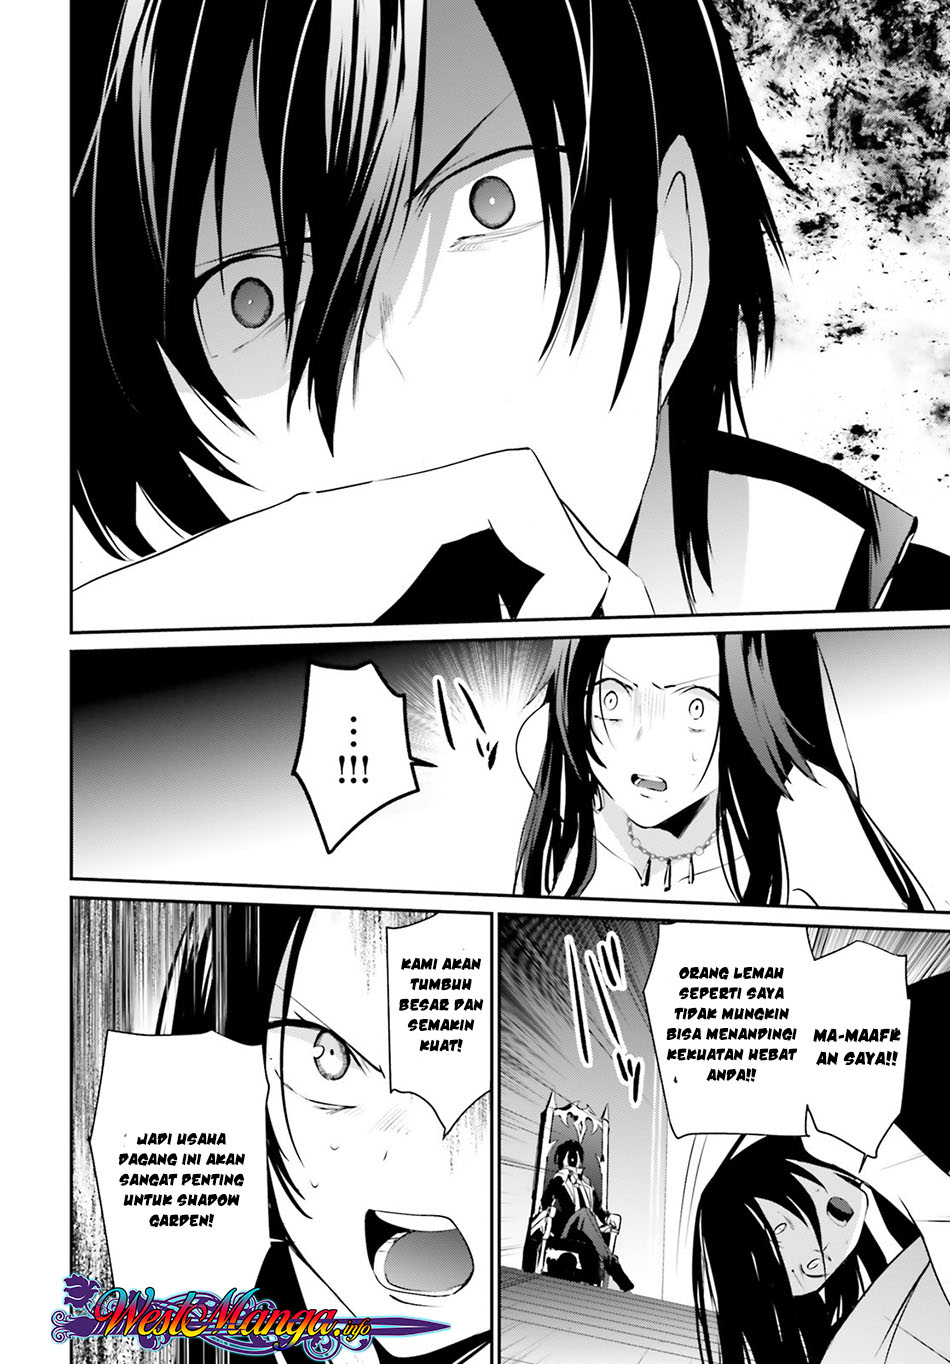 ...
!!!
MA-MAAFK
AN SAYA!!
ORANG LEMAH
SEPERTI SAYA
TIDAK MUNGKIN
BISA MENANDINGI
KEKUATAN HEBAT
ANDA!!
KAMI AKAN
TUMBUH
BESAR DAN
SEMAKIN
KUAT!
JADI USAHA
DAGANG INI AKAN
SANGAT PENTING
UNTUK SHADOW
GARDEN!
WestManga.info